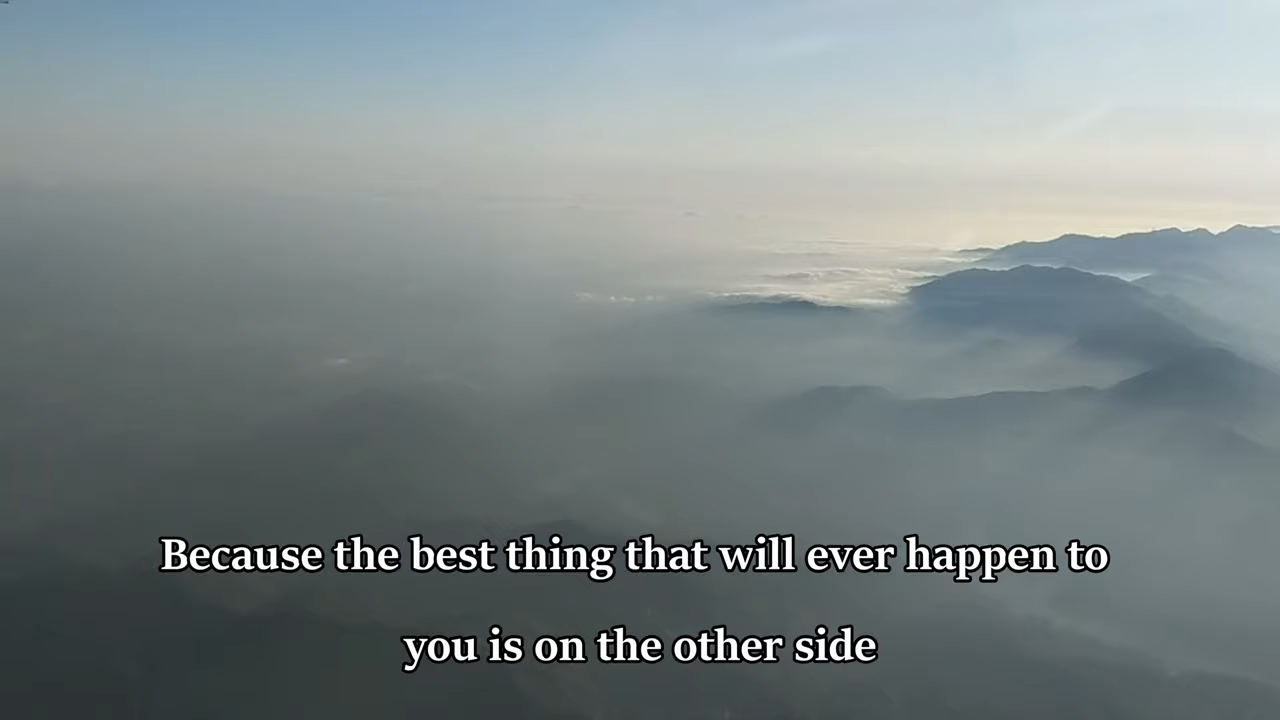 Because the best thing that will ever happen to
you is on the other side